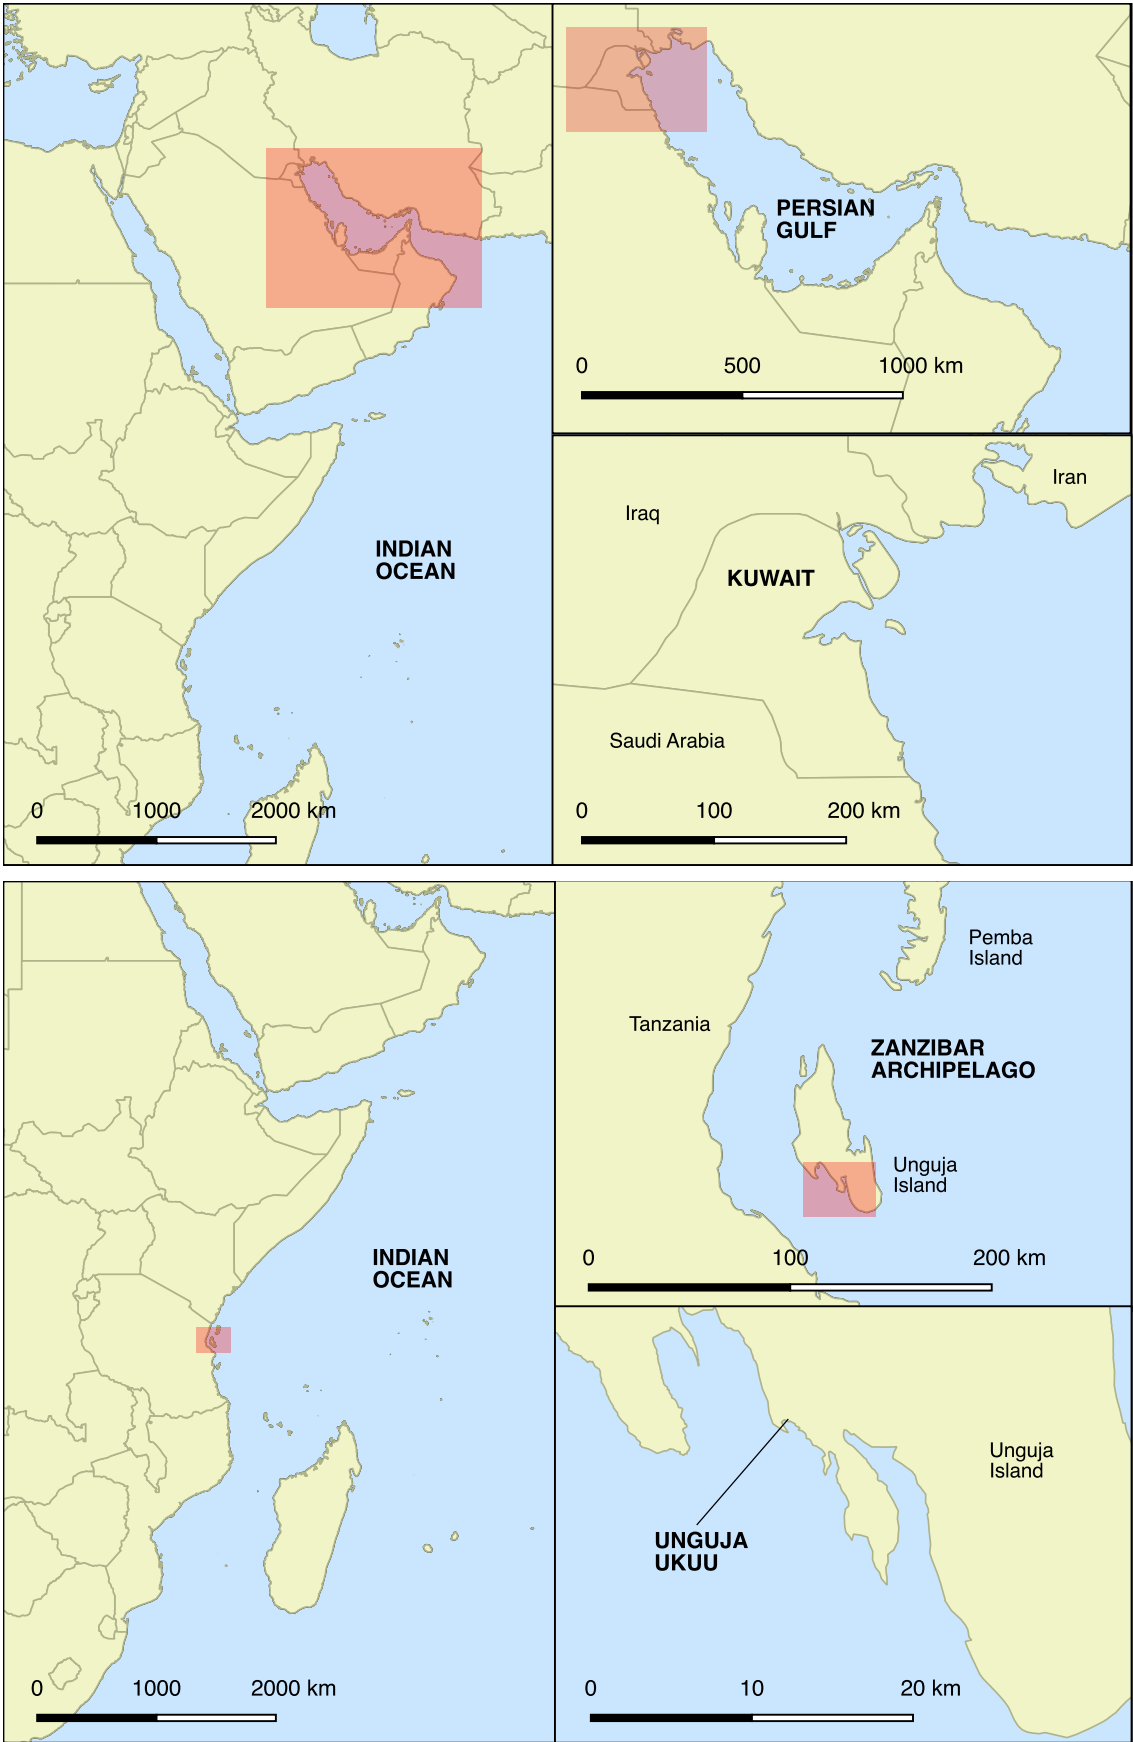 INDIAN
OCEAN
0 1000 2000 km
PERSIAN
GULF
0 500 1000 km
Iran
Iraq
KUWAIT
Saudi Arabia
0 100 200 km
INDIAN
OCEAN
0 1000 2000 km
Pemba
Island
Tanzania
ZANZIBAR
ARCHIPELAGO
Unguja
Island
0 100 200 km
Unguja
Island
UNGUJA
UKUU
0 10 20 km